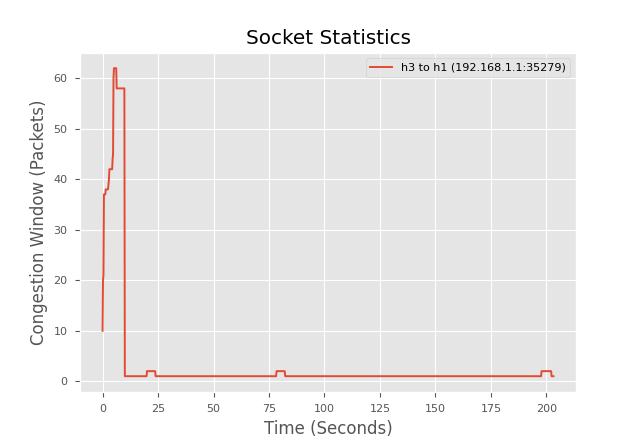 Socket Statistics
h3 to h1 (192.168.1.1:35279)
Congestion Window (Packets)
60
50
40
30
20
10
0
0 25 50 75 100 125 150 175 200
Time (Seconds)